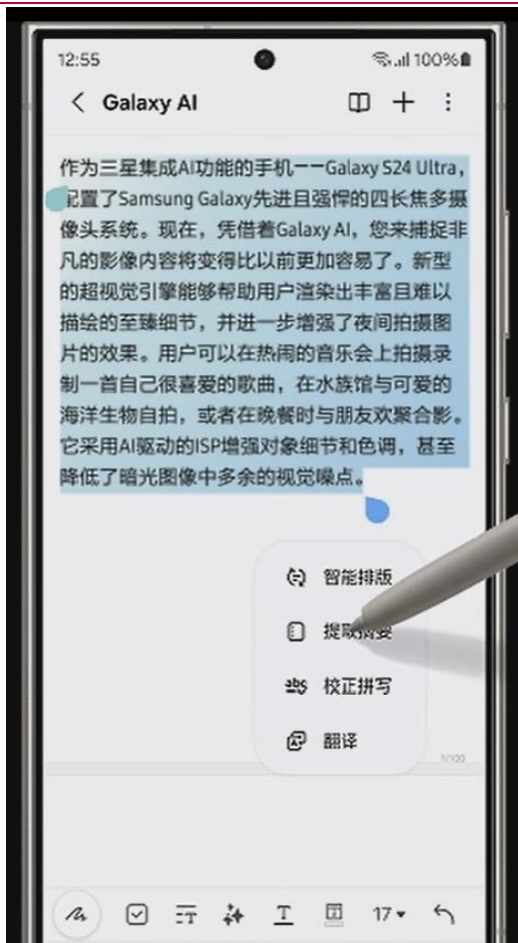 12:55 100%
Galaxy AI
作为三星集成AI功能的手机——Galaxy S24 Ultra，
配置了Samsung Galaxy先进且强悍的四长焦多摄
像头系统。现在，凭借着Galaxy AI，您来捕捉非
凡的影像内容将变得比以前更加容易了。新型
的超视觉引擎能够帮助用户渲染出丰富且难以
描绘的至臻细节，并进一步增强了夜间拍摄图
片的效果。用户可以在热闹的音乐会上拍摄录
制一首自己很喜爱的歌曲，在水族馆与可爱的
海洋生物自拍，或者在晚餐时与朋友欢聚合影。
它采用AI驱动的ISP增强对象细节和色调，甚至
降低了暗光图像中多余的视觉噪点。
智能排版
提取摘要
abc 校正拼写
翻译
1/100
17